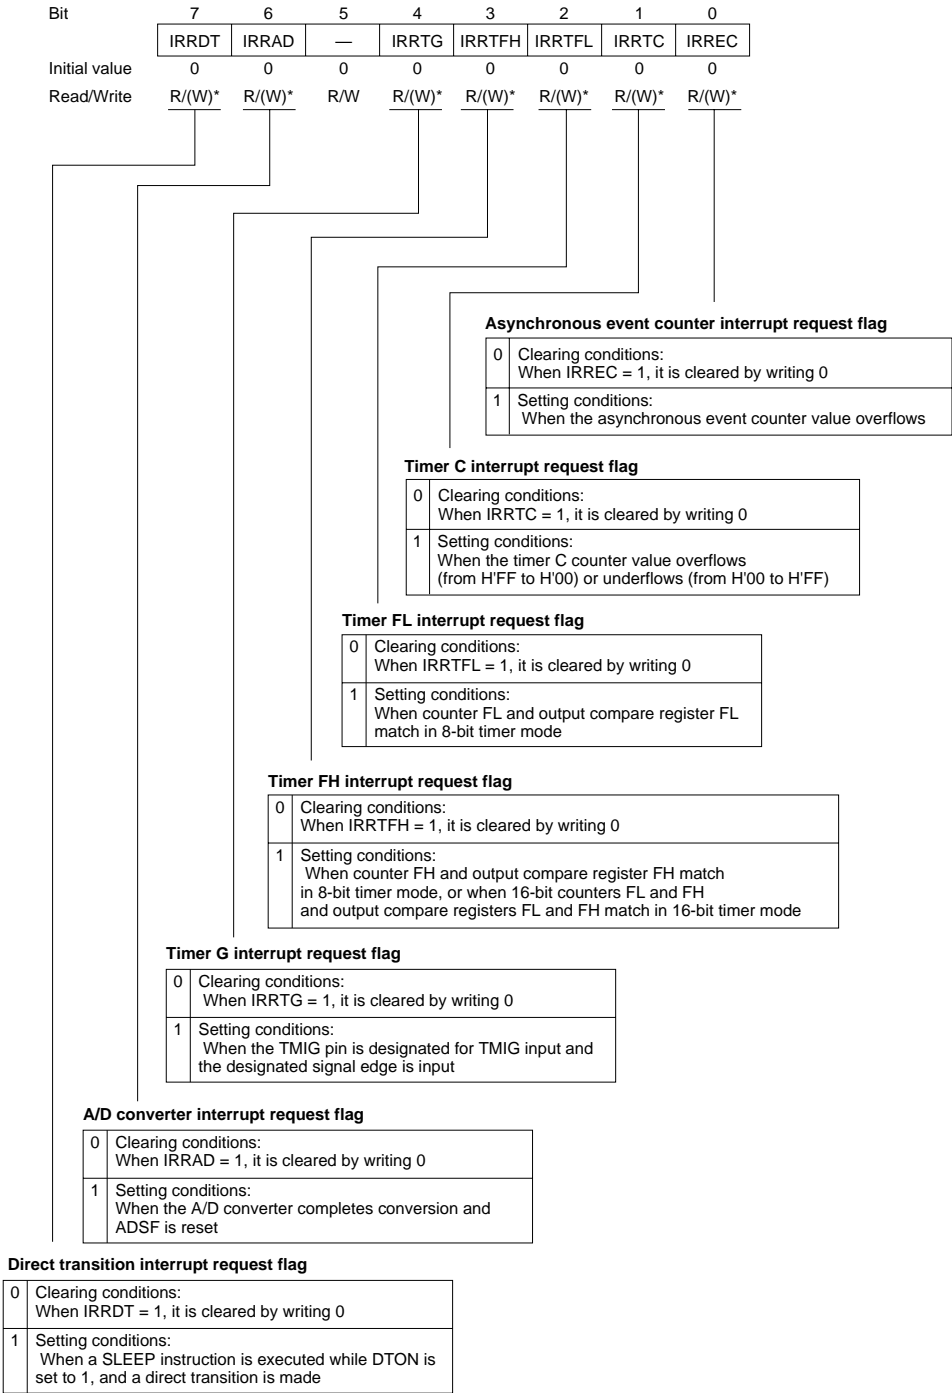 Bit 7 6 5 4 3 2 1 0
IRRDT IRRAD — IRRTG IRRTFH IRRTFL IRRTC IRREC
Initial value 0 0 0 0 0 0 0 0
Read/Write R/(W)* R/(W)* R/W R/(W)* R/(W)* R/(W)* R/(W)* R/(W)*
Asynchronous event counter interrupt request flag
0 Clearing conditions:
When IRREC = 1, it is cleared by writing 0
1 Setting conditions:
When the asynchronous event counter value overflows
Timer C interrupt request flag
0 Clearing conditions:
When IRRTC = 1, it is cleared by writing 0
1 Setting conditions:
When the timer C counter value overflows
(from H'FF to H'00) or underflows (from H'00 to H'FF)
Timer FL interrupt request flag
0 Clearing conditions:
When IRRTFL = 1, it is cleared by writing 0
1 Setting conditions:
When counter FL and output compare register FL
match in 8-bit timer mode
Timer FH interrupt request flag
0 Clearing conditions:
When IRRTFH = 1, it is cleared by writing 0
1 Setting conditions:
When counter FH and output compare register FH match
in 8-bit timer mode, or when 16-bit counters FL and FH
and output compare registers FL and FH match in 16-bit timer mode
Timer G interrupt request flag
0 Clearing conditions:
When IRRTG = 1, it is cleared by writing 0
1 Setting conditions:
When the TMIG pin is designated for TMIG input and
the designated signal edge is input
A/D converter interrupt request flag
0 Clearing conditions:
When IRRAD = 1, it is cleared by writing 0
1 Setting conditions:
When the A/D converter completes conversion and
ADSF is reset
Direct transition interrupt request flag
0 Clearing conditions:
When IRRDT = 1, it is cleared by writing 0
1 Setting conditions:
When a SLEEP instruction is executed while DTON is
set to 1, and a direct transition is made